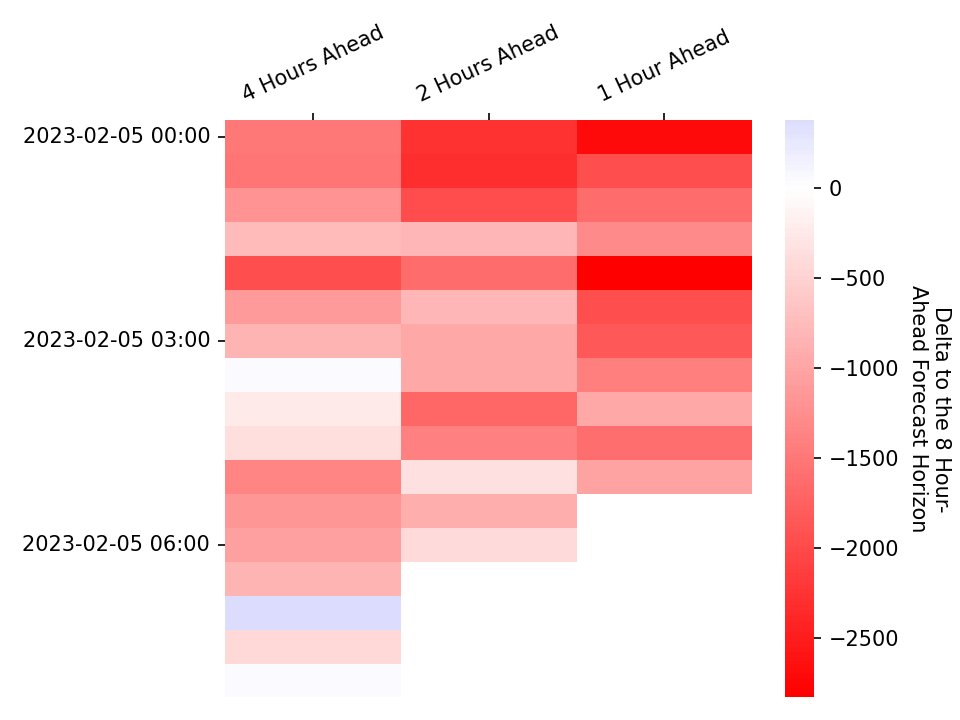 4 Hours Ahead
2 Hours Ahead
1 Hour Ahead
2023-02-05 00:00
2023-02-05 03:00
2023-02-05 06:00
0
−500
−1000
−1500
−2000
−2500
Delta to the 8 Hour-
Ahead Forecast Horizon